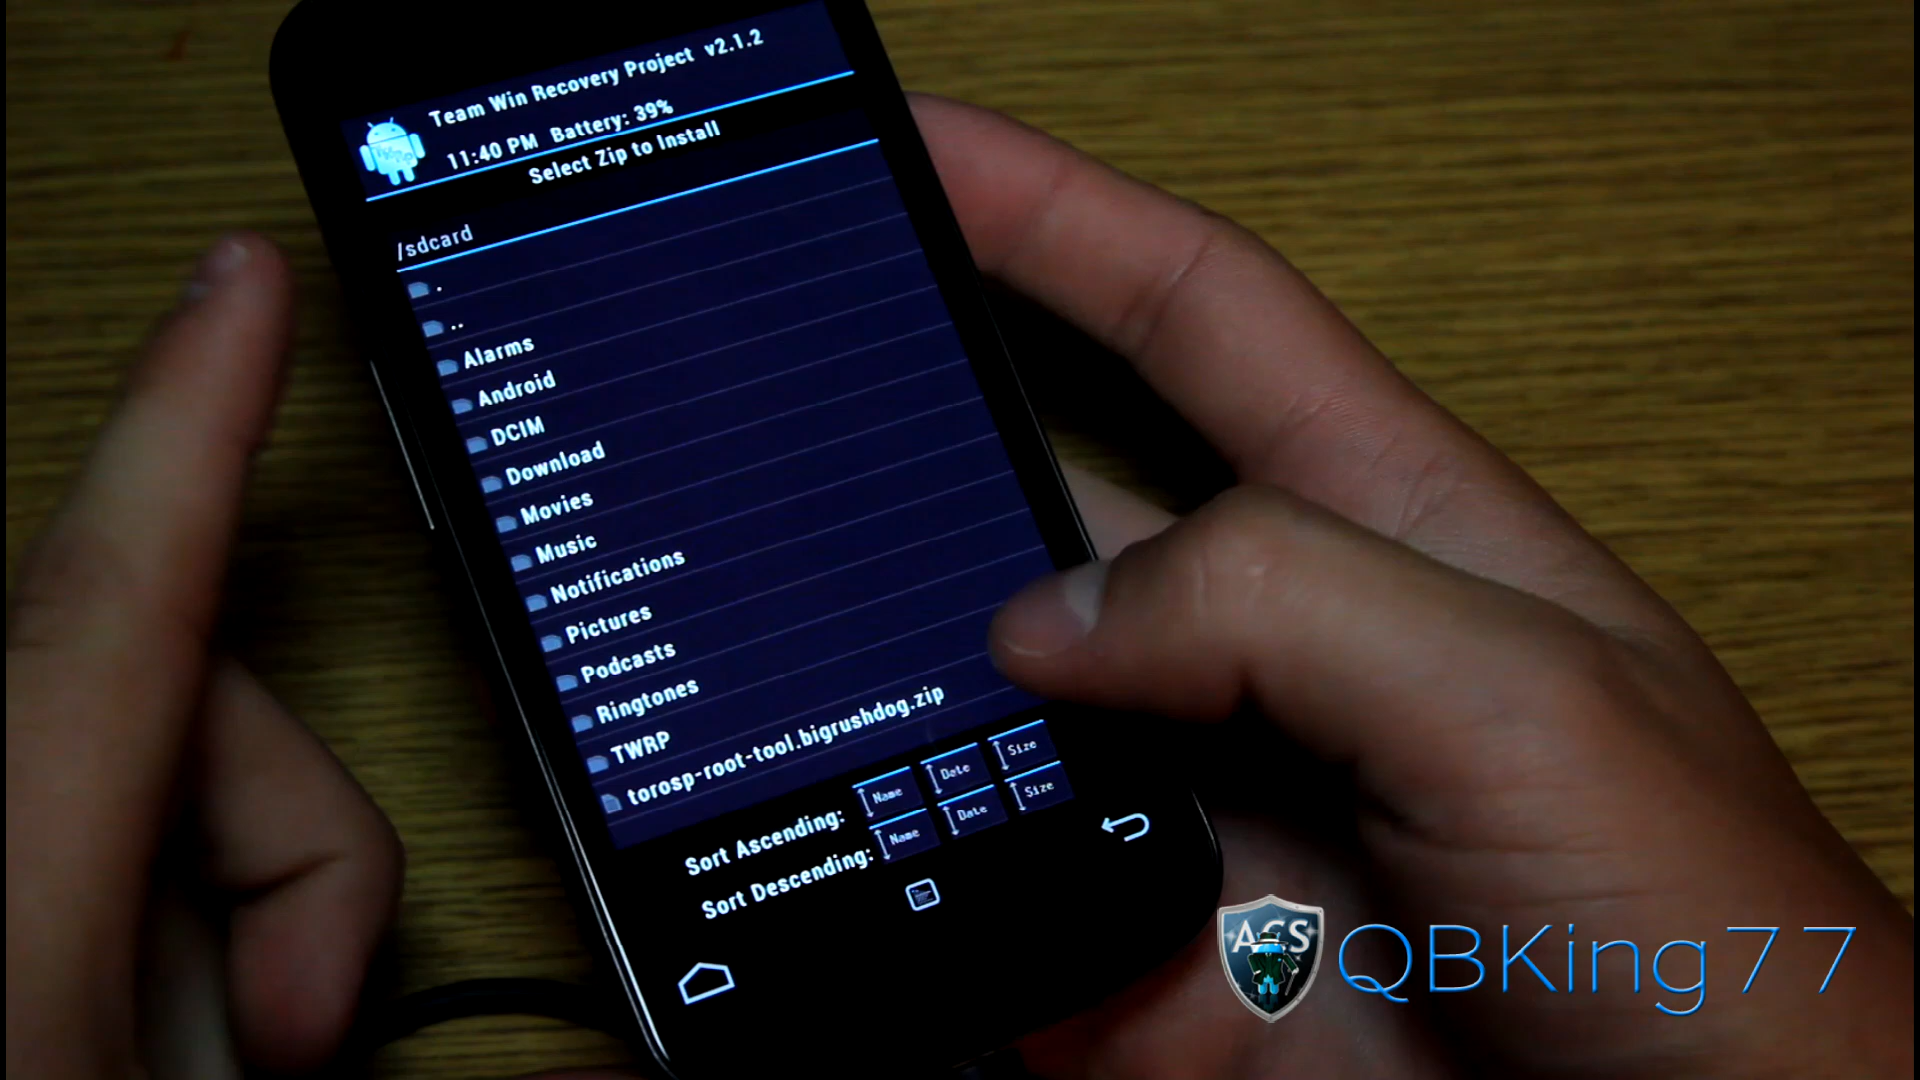 Team Win Recovery Project v2.1.2
11:40 PM Battery: 39%
Select Zip to Install
/sdcard
.
..
Alarms
Android
DCIM
Download
Movies
Music
Notifications
Pictures
Podcasts
Ringtones
TWRP
torosp-root-tool.bigrushdog.zip
Sort Ascending: Name Date Size
Sort Descending: Name Date Size
ACS
QBKing77